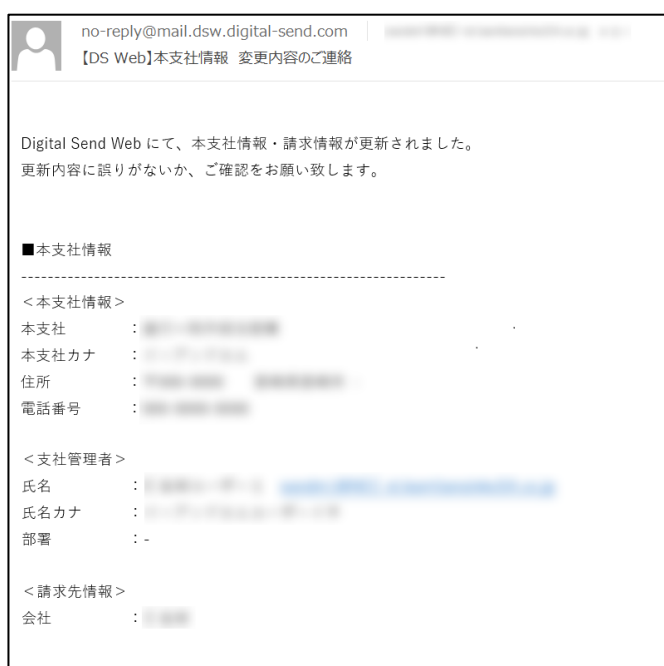 no-reply@mail.dsw.digital-send.com
【DS Web】本支社情報 変更内容のご連絡
Digital Send Web にて、本支社情報・請求情報が更新されました。
更新内容に誤りがないか、ご確認をお願い致します。
■本支社情報
----------------------------------------------------------------
＜本支社情報＞
本支社 :
本支社カナ :
住所 :
電話番号 :
＜支社管理者＞
氏名 :
氏名カナ :
部署 : -
＜請求先情報＞
会社 :